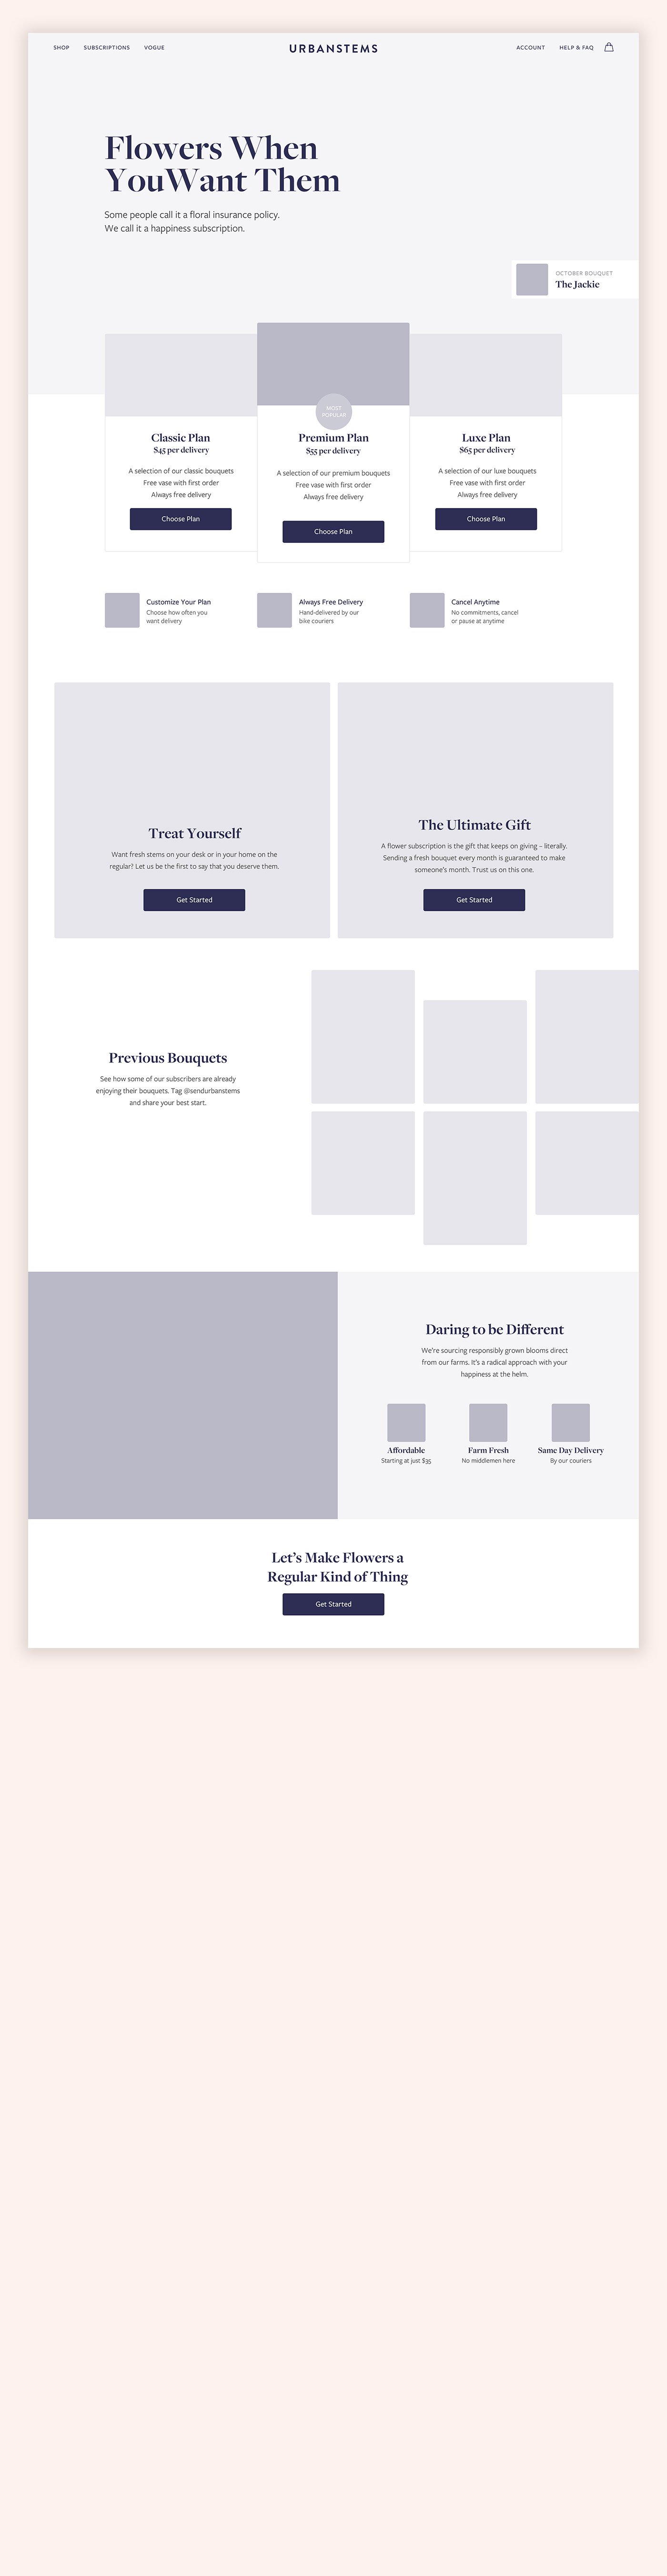 SHOP SUBSCRIPTIONS VOGUE URBANSTEMS ACCOUNT HELP & FAQ
Flowers When
YouWant Them
Some people call it a floral insurance policy.
We call it a happiness subscription.
OCTOBER BOUQUET
The Jackie
Classic Plan
$45 per delivery
A selection of our classic bouquets
Free vase with first order
Always free delivery
Choose Plan
MOST
POPULAR
Premium Plan
$55 per delivery
A selection of our premium bouquets
Free vase with first order
Always free delivery
Choose Plan
Luxe Plan
$65 per delivery
A selection of our luxe bouquets
Free vase with first order
Always free delivery
Choose Plan
Customize Your Plan
Choose how often you
want delivery
Always Free Delivery
Hand-delivered by our
bike couriers
Cancel Anytime
No commitments, cancel
or pause at anytime
Treat Yourself
Want fresh stems on your desk or in your home on the
regular? Let us be the first to say that you deserve them.
Get Started
The Ultimate Gift
A flower subscription is the gift that keeps on giving – literally.
Sending a fresh bouquet every month is guaranteed to make
someone's month. Trust us on this one.
Get Started
Previous Bouquets
See how some of our subscribers are already
enjoying their bouquets. Tag @sendurbanstems
and share your best start.
Daring to be Different
We're sourcing responsibly grown blooms direct
from our farms. It's a radical approach with your
happiness at the helm.
Affordable
Starting at just $35
Farm Fresh
No middlemen here
Same Day Delivery
By our couriers
Let's Make Flowers a
Regular Kind of Thing
Get Started